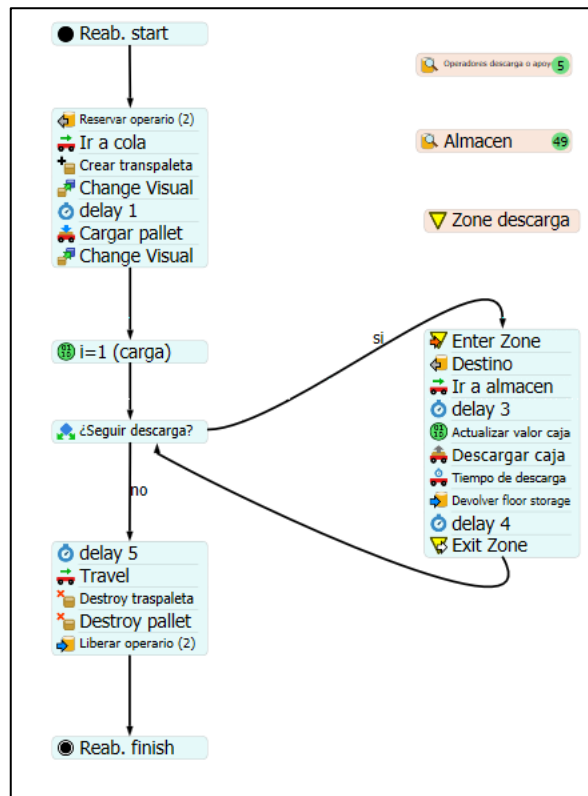 Reab. start
Reservar operario (2)
Ir a cola
Crear transpaleta
Change Visual
delay 1
Cargar pallet
Change Visual
i=1 (carga)
¿Seguir descarga?
si
no
delay 5
Travel
Destroy traspaleta
Destroy pallet
Liberar operario (2)
Reab. finish
Operadores descarga o apoy
5
Almacen
49
Zone descarga
Enter Zone
Destino
Ir a almacen
delay 3
Actualizar valor caja
Descargar caja
Tiempo de descarga
Devolver floor storage
delay 4
Exit Zone